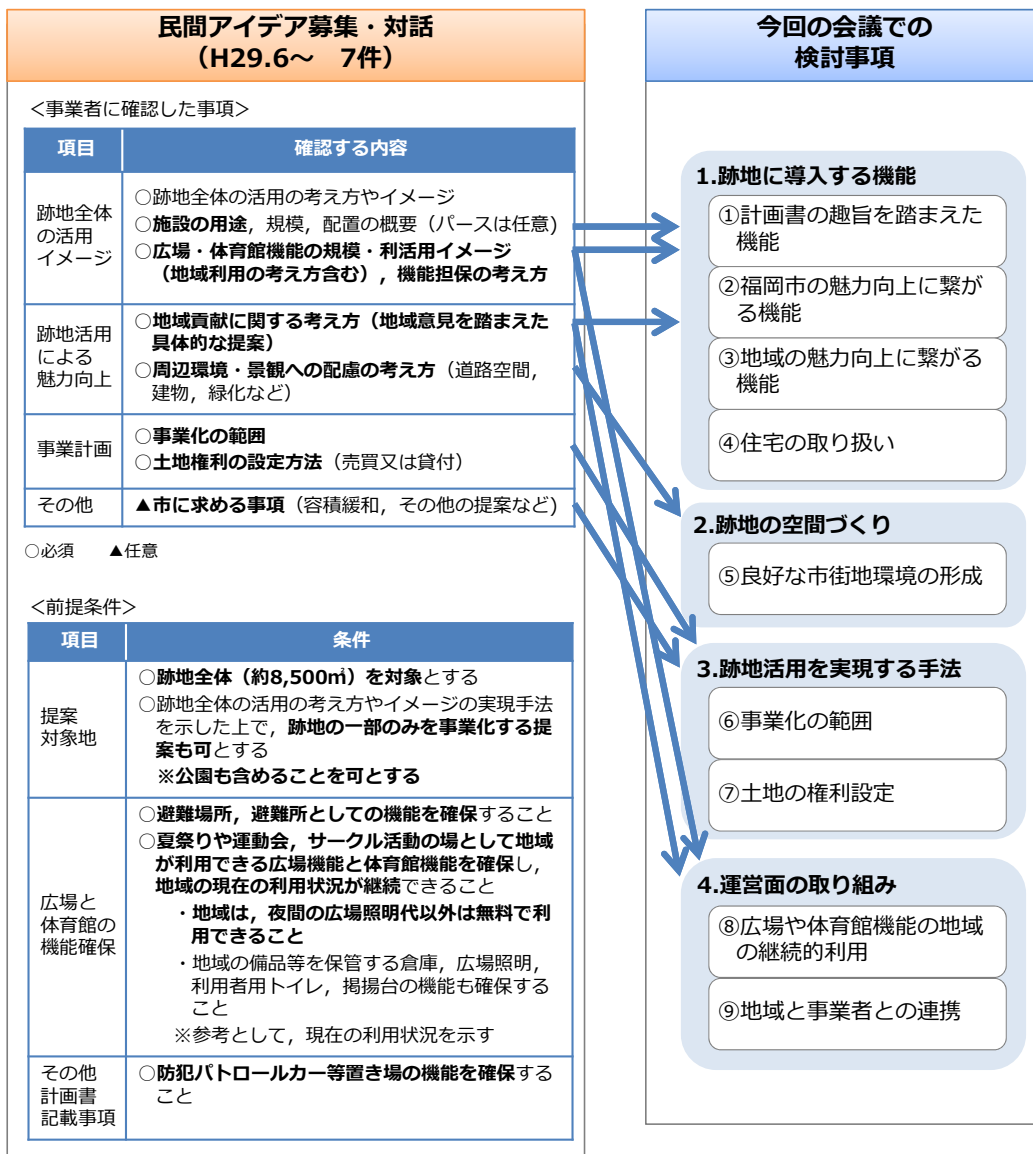 民間アイデア募集・対話
（H29.6～　7件）
＜事業者に確認した事項＞
項目
確認する内容
跡地全体
の活用
イメージ
○跡地全体の活用の考え方やイメージ
○施設の用途，規模，配置の概要（パースは任意）
○広場・体育館機能の規模・利活用イメージ
（地域利用の考え方含む），機能担保の考え方
跡地活用
による
魅力向上
○地域貢献に関する考え方（地域意見を踏まえた
具体的な提案）
○周辺環境・景観への配慮の考え方（道路空間，
建物，緑化など）
事業計画
○事業化の範囲
○土地権利の設定方法（売買又は貸付）
その他
▲市に求める事項（容積緩和，その他の提案など）
○必須　▲任意
＜前提条件＞
項目
条件
提案
対象地
○跡地全体（約8,500㎡）を対象とする
○跡地全体の活用の考え方やイメージの実現手法
を示した上で，跡地の一部のみを事業化する提
案も可とする
※公園も含めることを可とする
広場と
体育館の
機能確保
○避難場所，避難所としての機能を確保すること
○夏祭りや運動会，サークル活動の場として地域
が利用できる広場機能と体育館機能を確保し，
地域の現在の利用状況が継続できること
・地域は，夜間の広場照明代以外は無料で利
用できること
・地域の備品等を保管する倉庫，広場照明，
利用者用トイレ，掲揚台の機能も確保する
こと
※参考として，現在の利用状況を示す
その他
計画書
記載事項
○防犯パトロールカー等置き場の機能を確保する
こと
今回の会議での
検討事項
1.跡地に導入する機能
①計画書の趣旨を踏まえた
機能
②福岡市の魅力向上に繋が
る機能
③地域の魅力向上に繋がる
機能
④住宅の取り扱い
2.跡地の空間づくり
⑤良好な市街地環境の形成
3.跡地活用を実現する手法
⑥事業化の範囲
⑦土地の権利設定
4.運営面の取り組み
⑧広場や体育館機能の地域
の継続的利用
⑨地域と事業者との連携